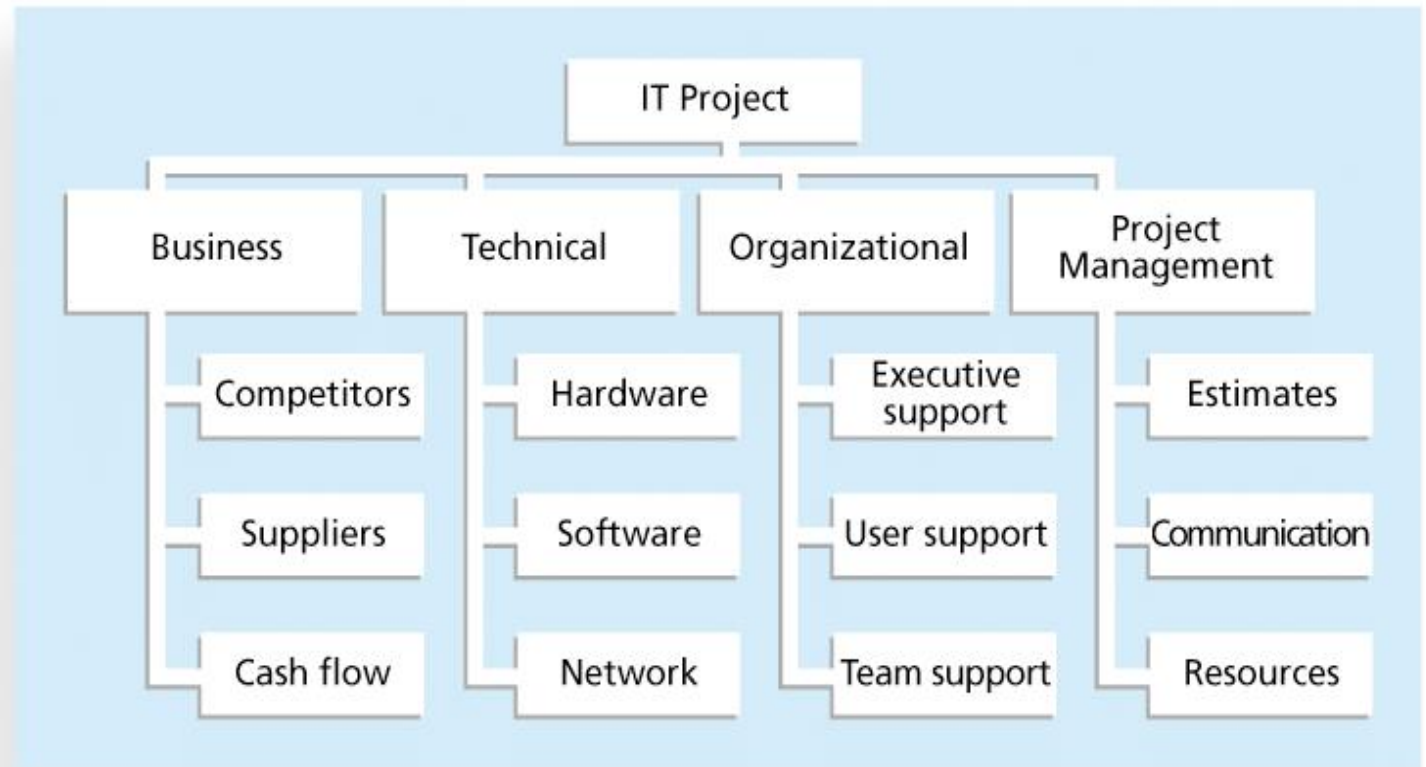 IT Project
Business
Technical
Organizational
Project
Management
Competitors
Hardware
Executive
support
Estimates
Suppliers
Software
User support
Communication
Cash flow
Network
Team support
Resources